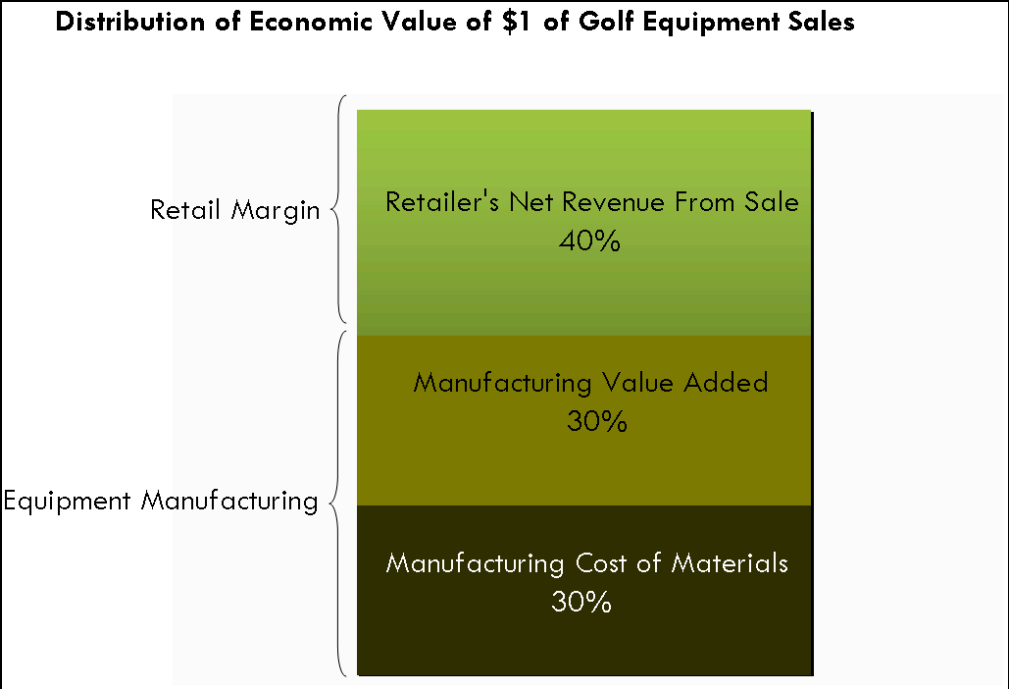 Distribution of Economic Value of $1 of Golf Equipment Sales
Retail Margin
Retailer's Net Revenue From Sale
40%
Manufacturing Value Added
30%
Equipment Manufacturing
Manufacturing Cost of Materials
30%